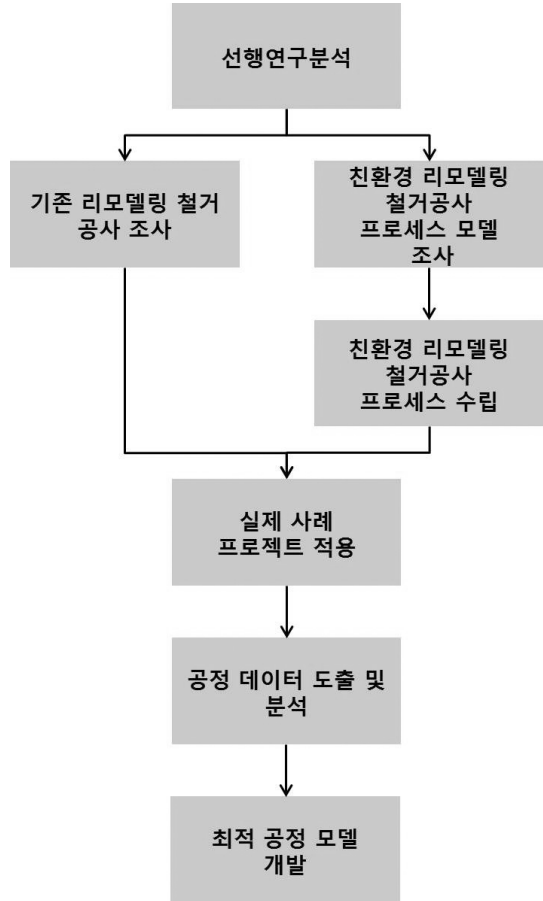 선행연구분석
기존 리모델링 철거
공사 조사
친환경 리모델링
철거공사
프로세스 모델
조사
친환경 리모델링
철거공사
프로세스 수립
실제 사례
프로젝트 적용
공정 데이터 도출 및
분석
최적 공정 모델
개발